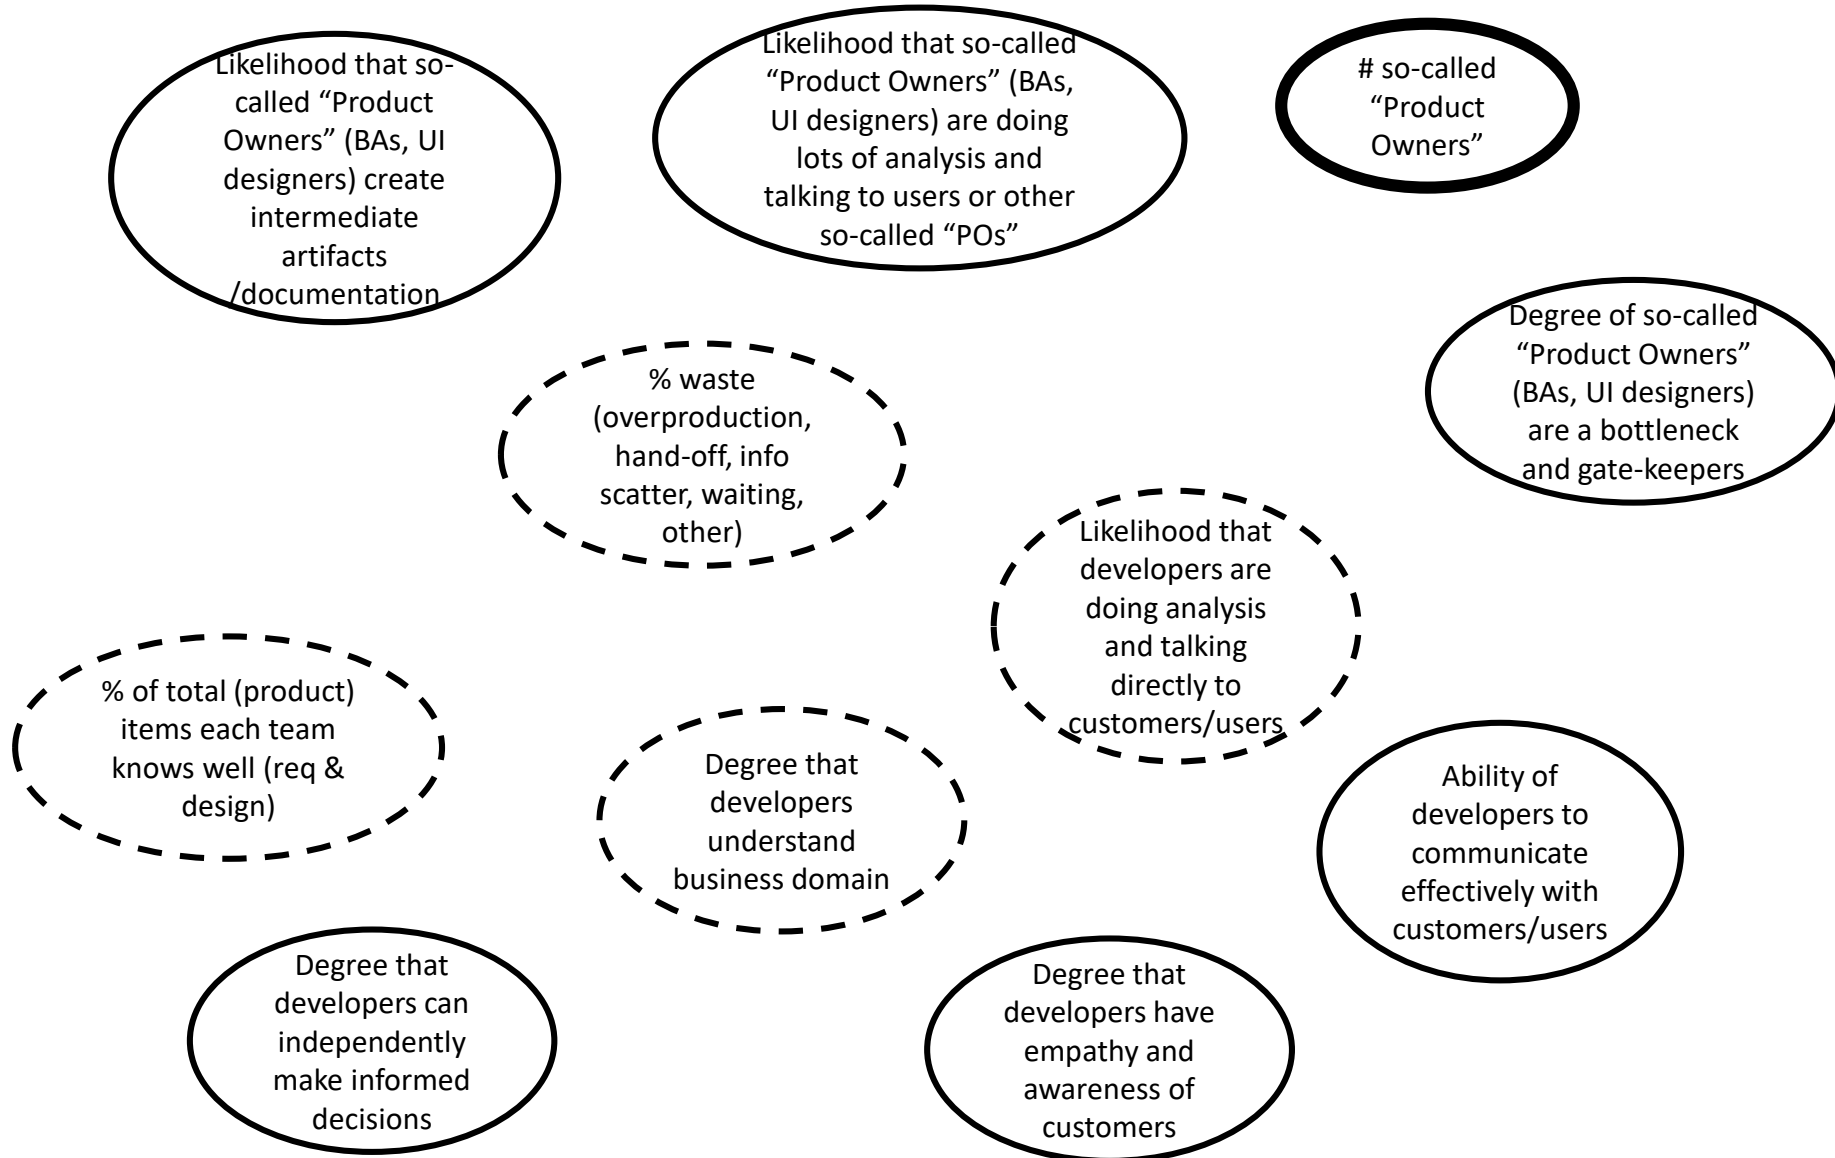 Likelihood that so-
called “Product
Owners” (BAs, UI
designers) create
intermediate
artifacts
/documentation
Likelihood that so-called
“Product Owners” (BAs,
UI designers) are doing
lots of analysis and
talking to users or other
so-called “POs”
# so-called
“Product
Owners”
Degree of so-called
“Product Owners”
(BAs, UI designers)
are a bottleneck
and gate-keepers
% waste
(overproduction,
hand-off, info
scatter, waiting,
other)
Likelihood that
developers are
doing analysis
and talking
directly to
customers/users
% of total (product)
items each team
knows well (req &
design)
Degree that
developers
understand
business domain
Ability of
developers to
communicate
effectively with
customers/users
Degree that
developers can
independently
make informed
decisions
Degree that
developers have
empathy and
awareness of
customers